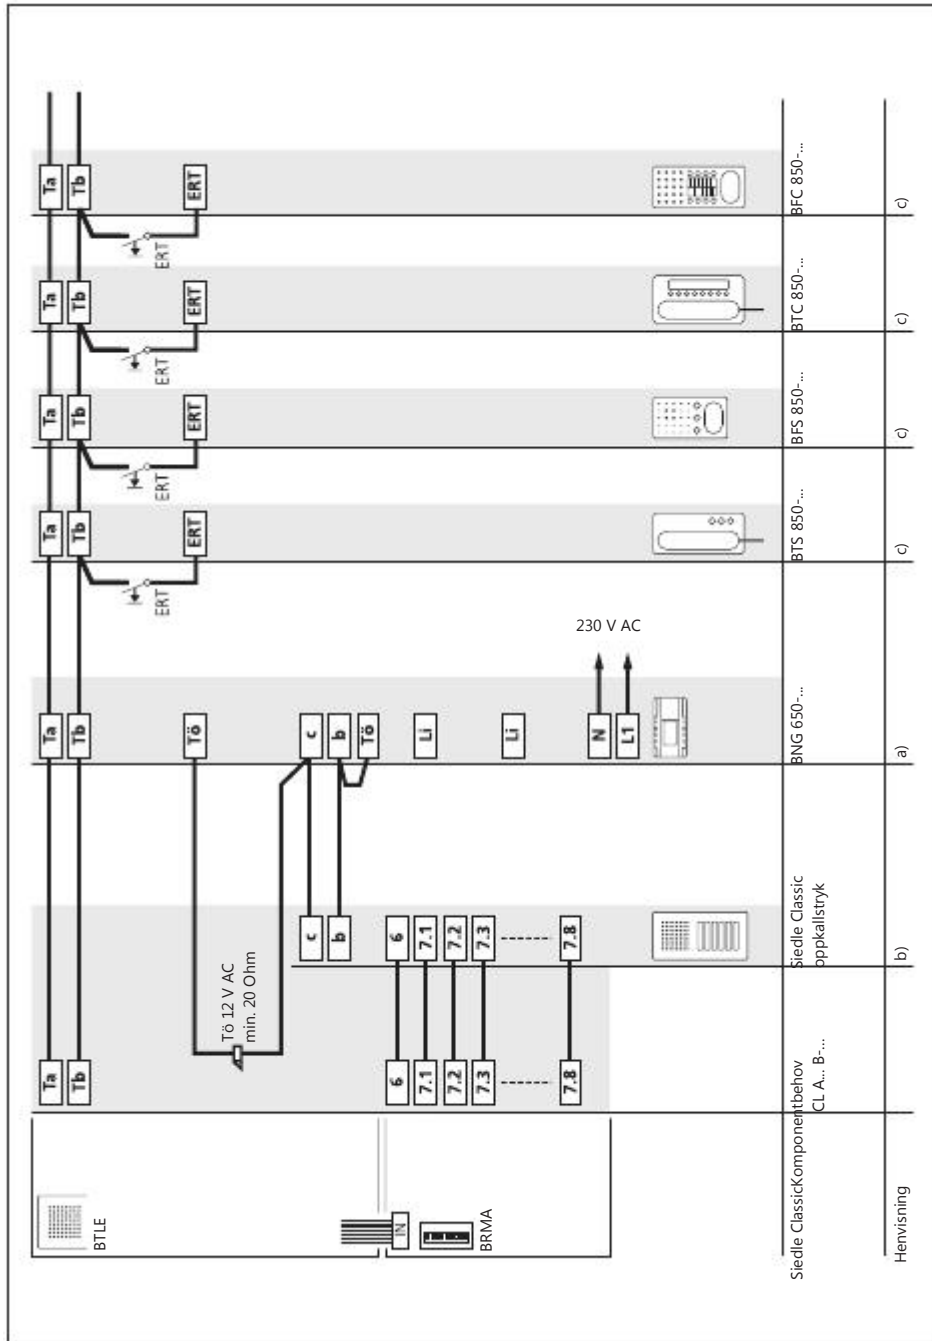 Ta Ta Ta Ta Ta Ta
Tb Tb Tb Tb Tb Tb
BTLE
ERT ERT ERT ERT
Tö ERT ERT ERT ERT
Tö 12 V AC
min. 20 Ohm
c c
b b
Tö
IN 6 6
7.1 7.1 Li
7.2 7.2
BRMA 7.3 7.3
Li
7.8 7.8
230 V AC
N
L1
Siedle ClassicKomponentbehov
CL A... B-...
Siedle Classic
oppkallstryk
BNG 650-...
BTS 850-...
BFS 850-...
BTC 850-...
BFC 850-...
Henvisning b) a) c) c) c) c)